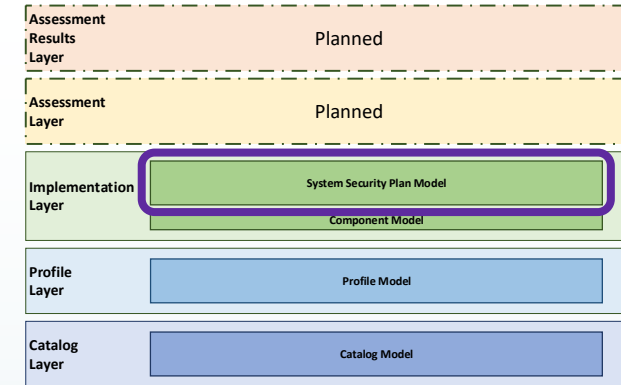 Assessment
Results
Layer
Planned
Assessment
Layer
Planned
Implementation
Layer
System Security Plan Model
Component Model
Profile
Layer
Profile Model
Catalog
Layer
Catalog Model